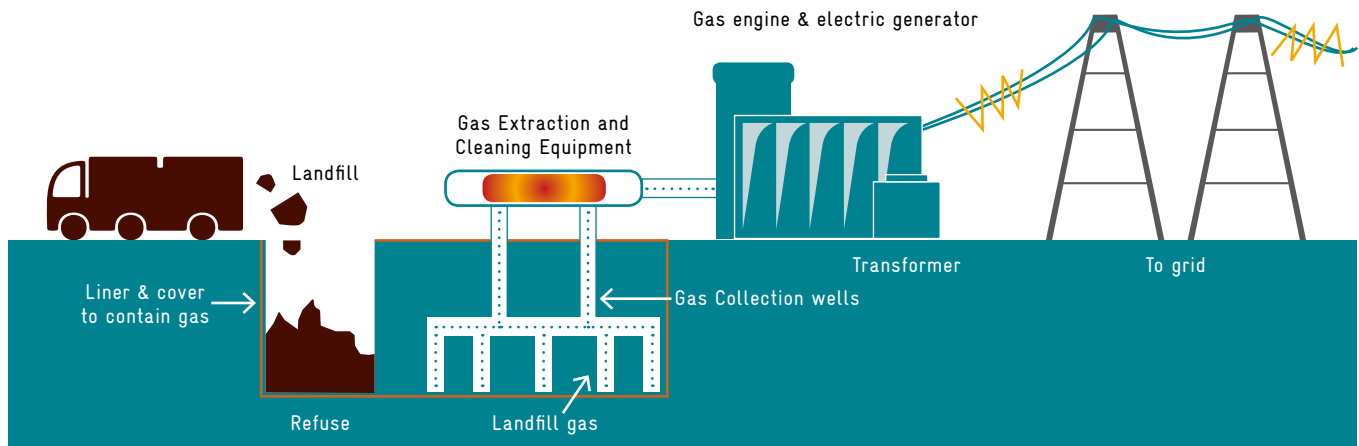 Gas engine & electric generator
Gas Extraction and
Cleaning Equipment
Landfill
Transformer
To grid
Liner & cover
to contain gas
Gas Collection wells
Refuse
Landfill gas